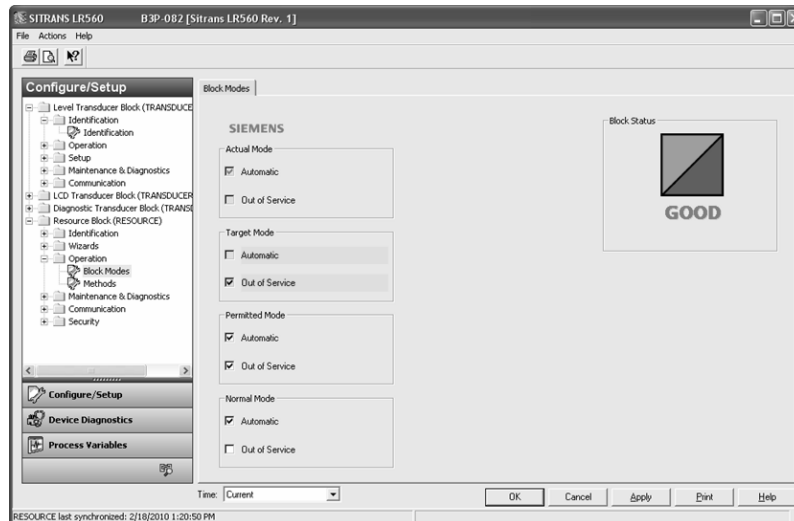 SITRANS LR560 B3P-082 [Sitrans LR560 Rev. 1]
File Actions Help
Configure/Setup
Level Transducer Block (TRANSDUCE
Identification
Identification
Operation
Setup
Maintenance & Diagnostics
Communication
LCD Transducer Block (TRANSDUCER
Diagnostic Transducer Block (TRANSD
Resource Block (RESOURCE)
Identification
Wizards
Operation
Block Modes
Methods
Maintenance & Diagnostics
Communication
Security
Configure/Setup
Device Diagnostics
Process Variables
Block Modes
SIEMENS
Actual Mode
Automatic
Out of Service
Target Mode
Automatic
Out of Service
Permitted Mode
Automatic
Out of Service
Normal Mode
Automatic
Out of Service
Block Status
GOOD
Time: Current
OK Cancel Apply Print Help
RESOURCE last synchronized: 2/18/2010 1:20:50 PM